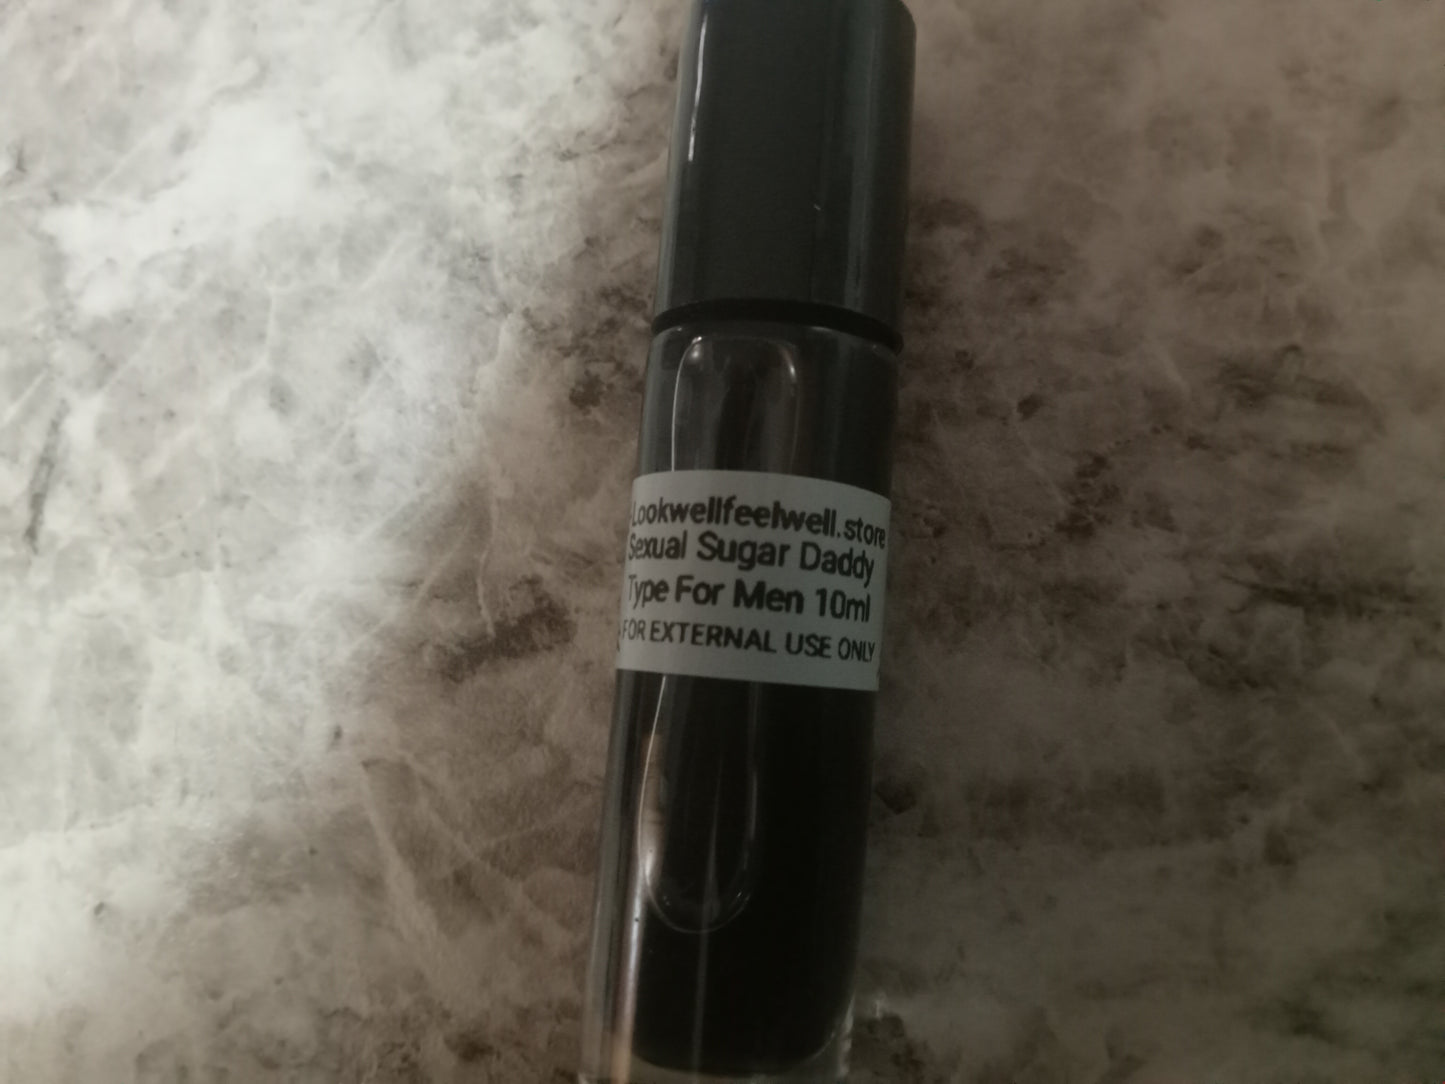 Lookwellfeelwell.store
Sexual Sugar Daddy
Type For Men 10ml
FOR EXTERNAL USE ONLY